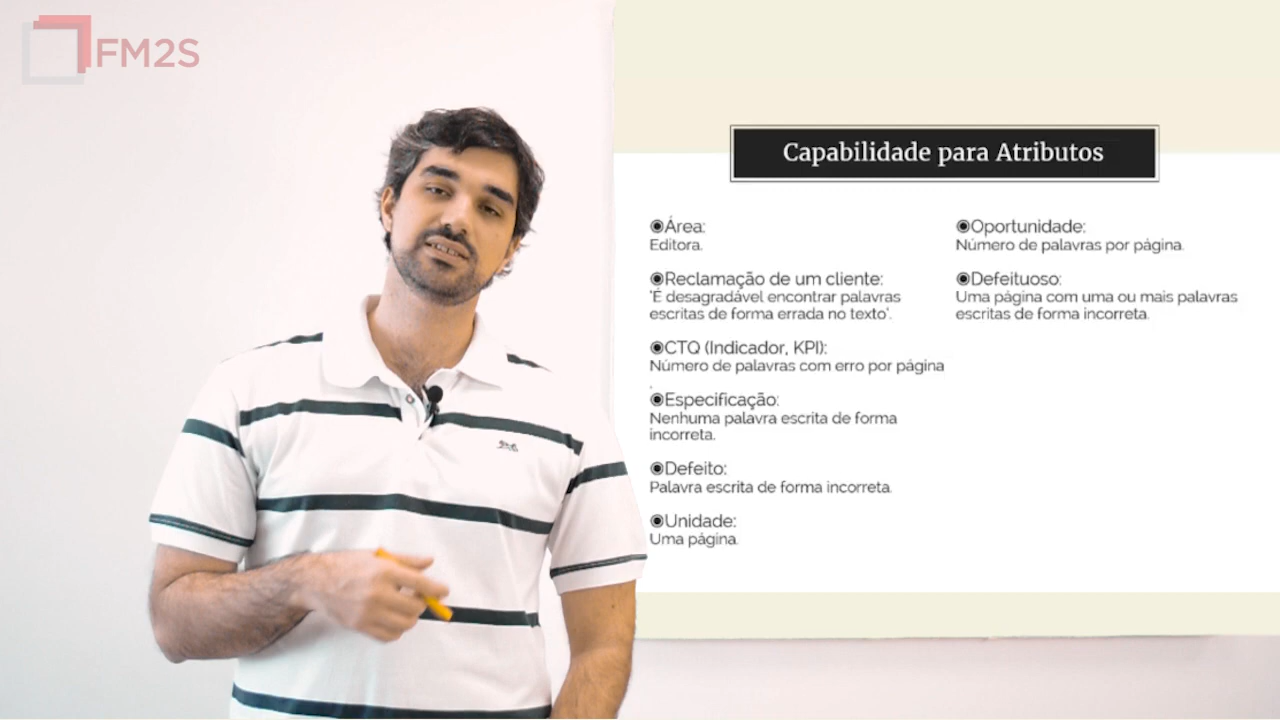 FM2S
Capabilidade para Atributos
◉Área:
Editora.
◉Reclamação de um cliente:
'É desagradável encontrar palavras
escritas de forma errada no texto'.
◉CTQ (Indicador, KPI):
Número de palavras com erro por página
.
◉Especificação:
Nenhuma palavra escrita de forma
incorreta.
◉Defeito:
Palavra escrita de forma incorreta.
◉Unidade:
Uma página.
◉Oportunidade:
Número de palavras por página.
◉Defeituoso:
Uma página com uma ou mais palavras
escritas de forma incorreta.